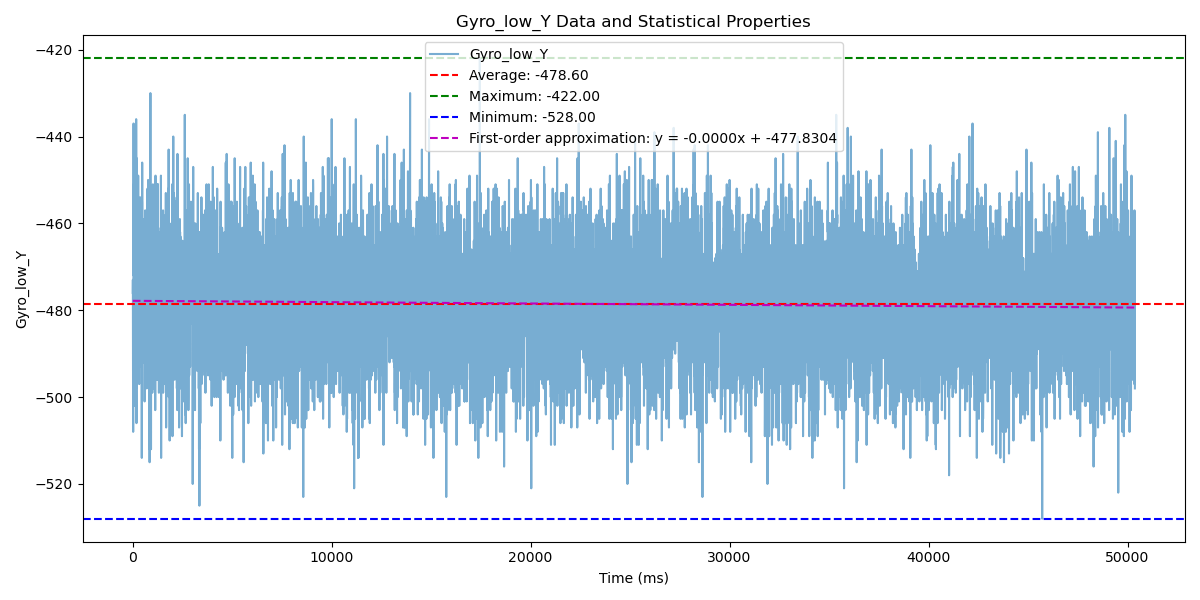 Gyro_low_Y Data and Statistical Properties
Gyro_low_Y
Average: -478.60
Maximum: -422.00
Minimum: -528.00
First-order approximation: y = -0.0000x + -477.8304
−420
−440
−460
−480
−500
−520
Gyro_low_Y
0 10000 20000 30000 40000 50000
Time (ms)